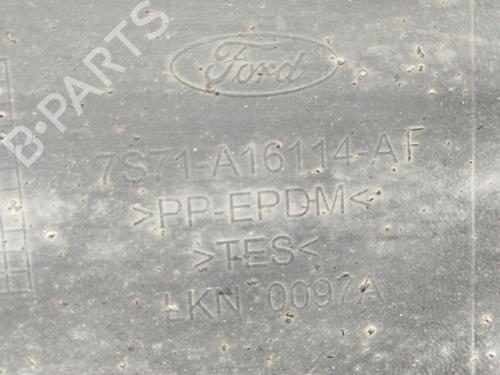 B-PARTS
Ford
7S71-A16114-AF
>PP-EPDM<
>TES<
LKN 0097A